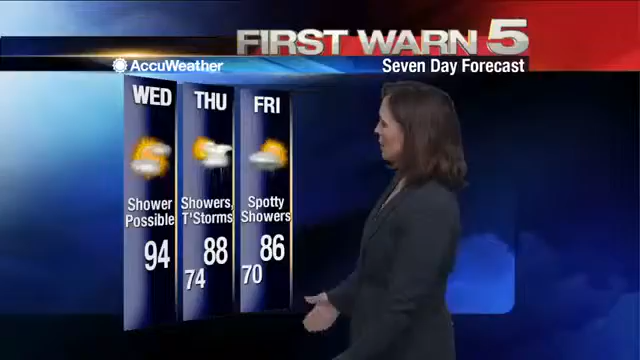 FIRST WARN 5
AccuWeather
Seven Day Forecast
WED
Shower
Possible
94
THU
Showers,
T'Storms
88
74
FRI
Spotty
Showers
86
70